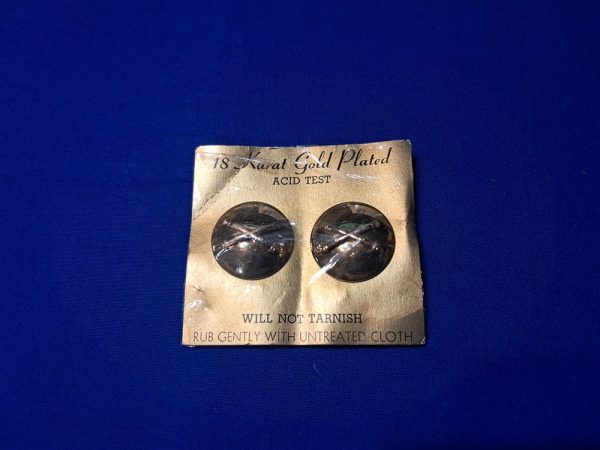 18 Karat Gold Plated
ACID TEST
WILL NOT TARNISH
RUB GENTLY WITH UNTREATED CLOTH